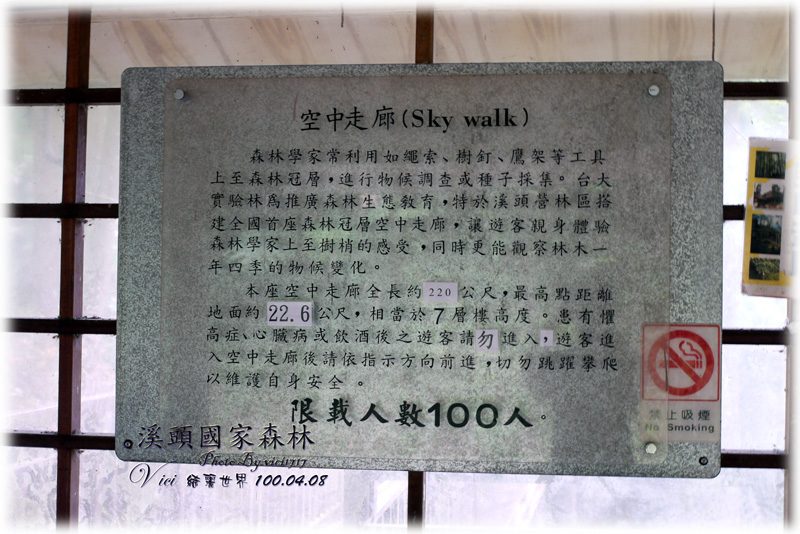 空中走廊(Sky walk)
森林學家常利用如繩索、樹釘、鷹架等工具
上至森林冠層，進行物候調查或種子採集。台大
實驗林為推廣森林生態教育，特於溪頭營林區搭
建全國首座森林冠層空中走廊，讓遊客親身體驗
森林學家上至樹梢的感受，同時更能觀察林木一
年四季的物候變化。
本座空中走廊全長約220公尺，最高點距離
地面約22.6公尺，相當於7層樓高度。患有懼
高症、心臟病或飲酒後之遊客請勿進入，遊客進
入空中走廊後請依指示方向前進，切勿跳躍攀爬
以維護自身安全。
限載人數100人。
禁止吸煙
No Smoking
溪頭國家森林
Photo By vici1317
Vici 維實世界 100.04.08